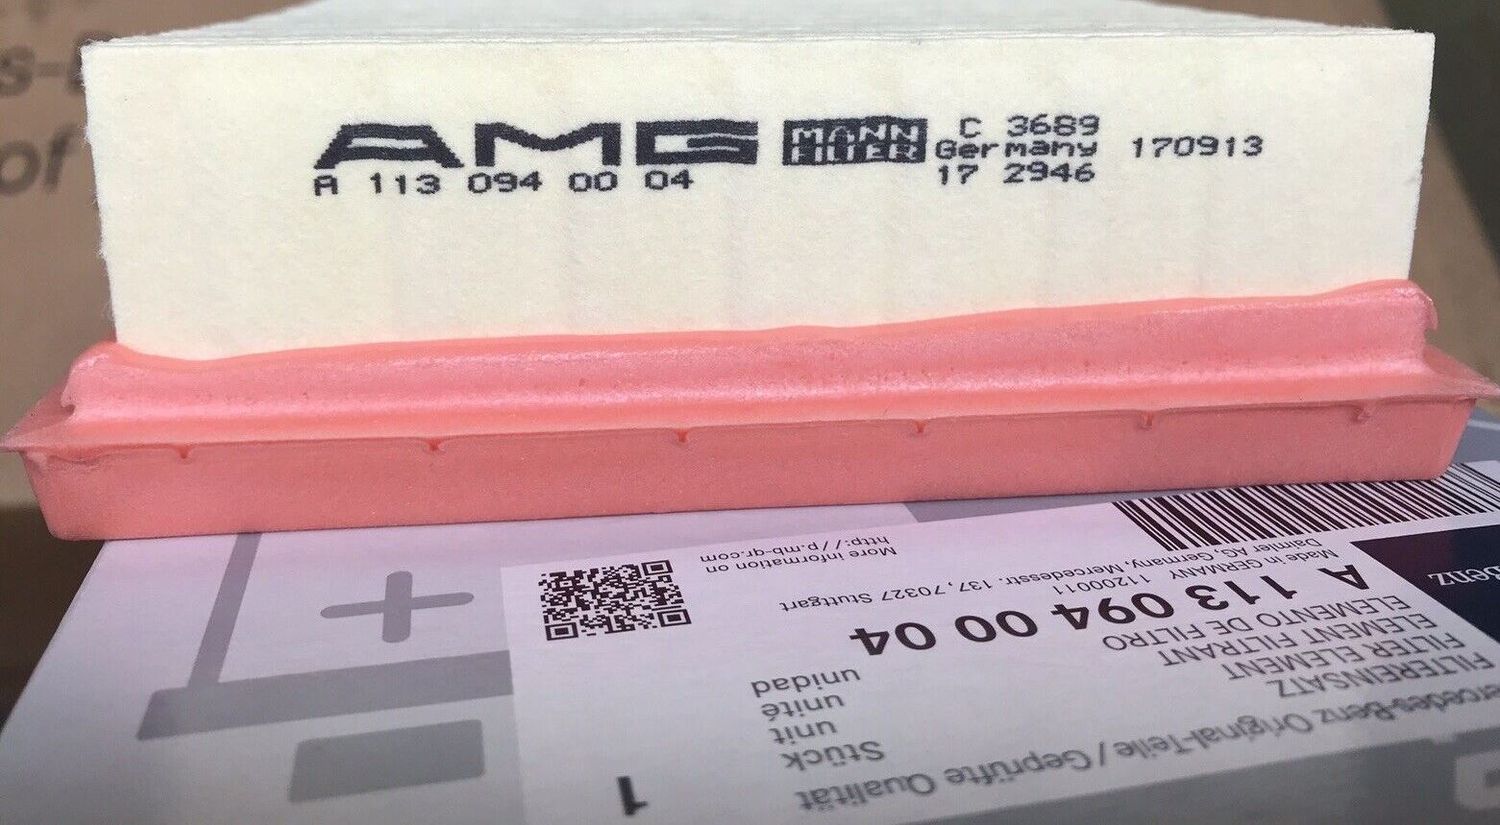 AMG
A 113 094 00 04
MANN
FILTER
C 3689
Germany
17 2946
170913
Mercedes-Benz Original-Teile / Geprüfte Qualität
FILTEREINSATZ
FILTER ELEMENT
ELEMENT FILTRANT
ELEMENTO DE FILTRO
Stück
unit
unité
unidad
1
A 113 094 00 04
Made in GERMANY 11200011
Daimler AG, Germany, Mercedesstr. 137, 70327 Stuttgart
More information on
http://p.mb-qr.com
of